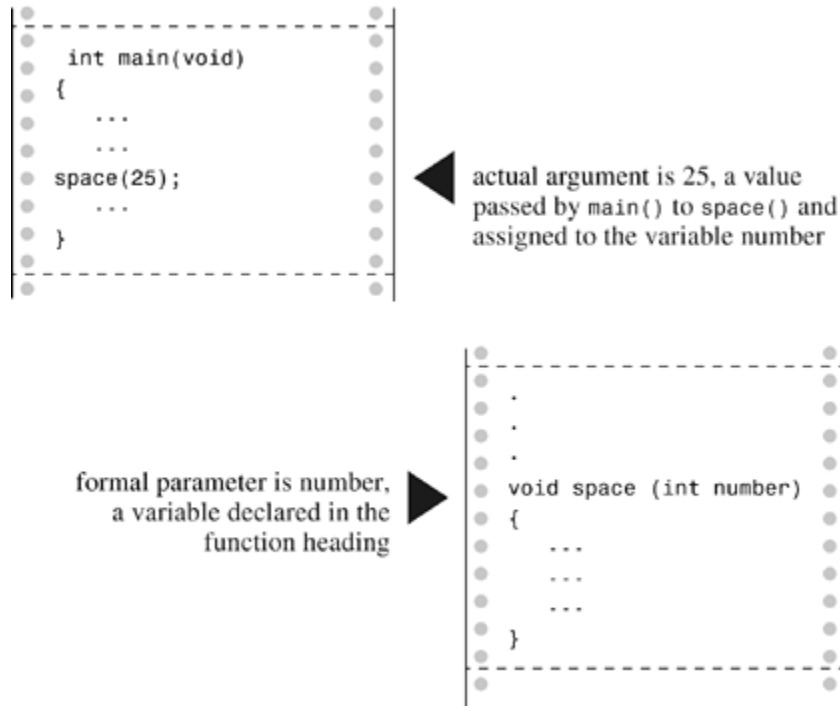 int main(void)
{
...
...
space(25);
...
}
actual argument is 25, a value
passed by main() to space() and
assigned to the variable number
formal parameter is number,
a variable declared in the
function heading
.
.
.
void space (int number)
{
...
...
...
}